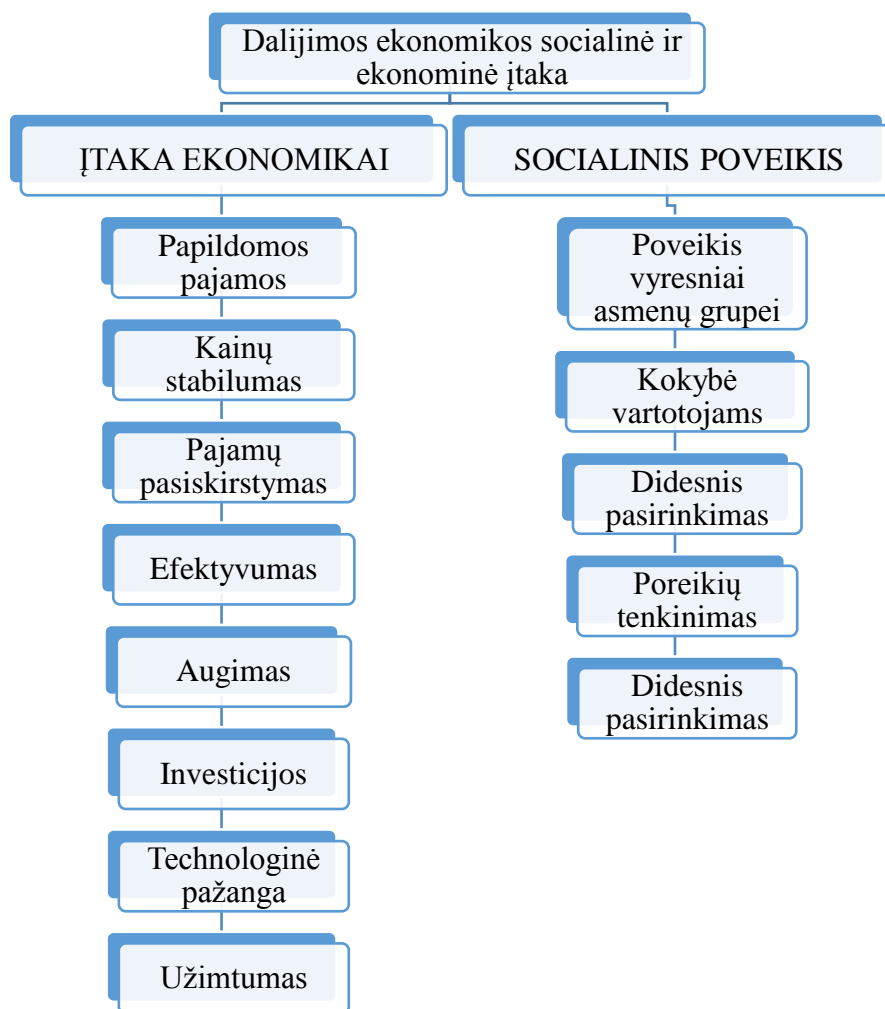 Dalijimos ekonomikos socialinė ir
ekonominė įtaka
ĮTAKA EKONOMIKAI
Papildomos
pajamos
Kainų
stabilumas
Pajamų
pasiskirstymas
Efektyvumas
Augimas
Investicijos
Technologinė
pažanga
Užimtumas
SOCIALINIS POVEIKIS
Poveikis
vyresniai
asmenų grupei
Kokybė
vartotojams
Didesnis
pasirinkimas
Poreikių
tenkinimas
Didesnis
pasirinkimas